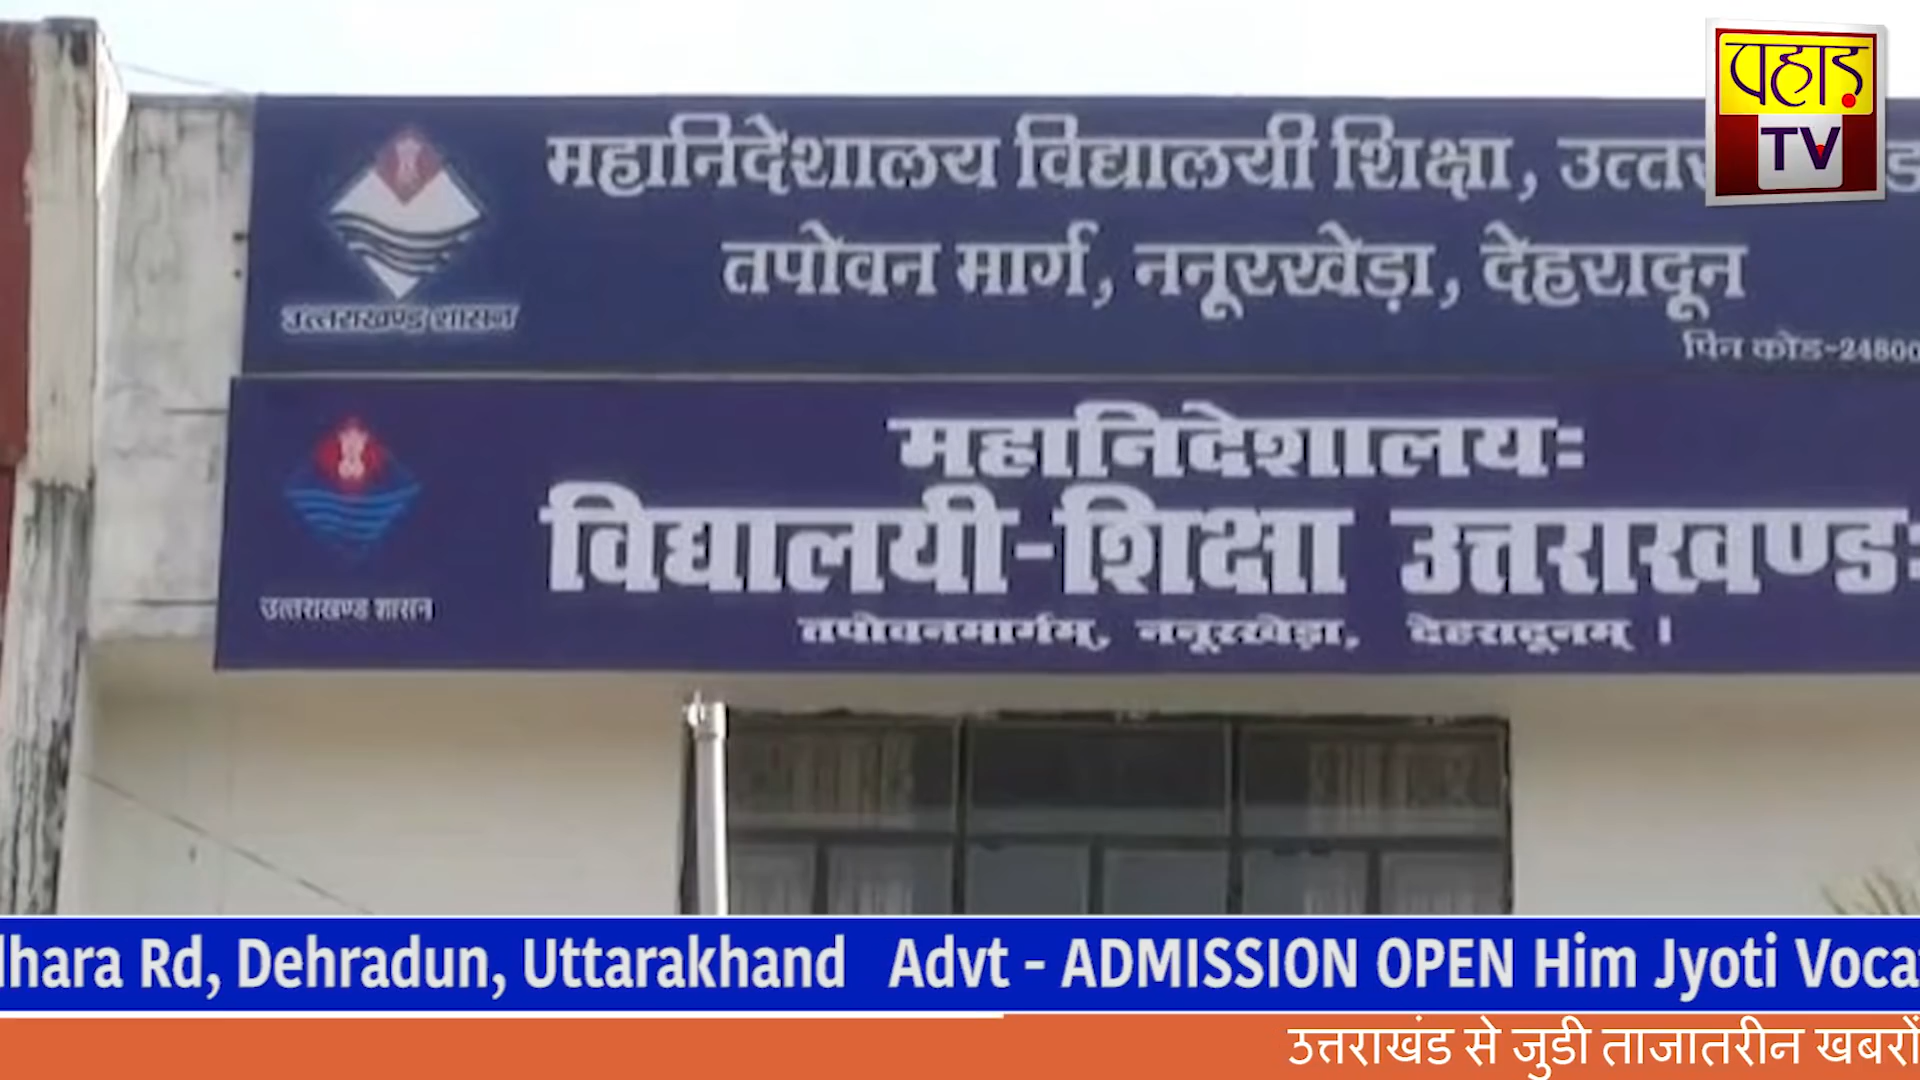 पहाड़
TV
महानिदेशालय विद्यालयी शिक्षा,
तपोवन मार्ग, ननूरखेड़ा, देहरादून
उत्तराखण्ड शासन
पिन कोड-24800
महानिदेशालयः
विद्यालयी-शिक्षा उत्तराखण्डः
उत्तराखण्ड शासन
तपोवनमार्गम्, ननूरखेड़ा, देहरादूनम् ।
dhara Rd, Dehradun, Uttarakhand Advt - ADMISSION OPEN Him Jyoti Voca
उत्तराखंड से जुडी ताजातरीन खबरों